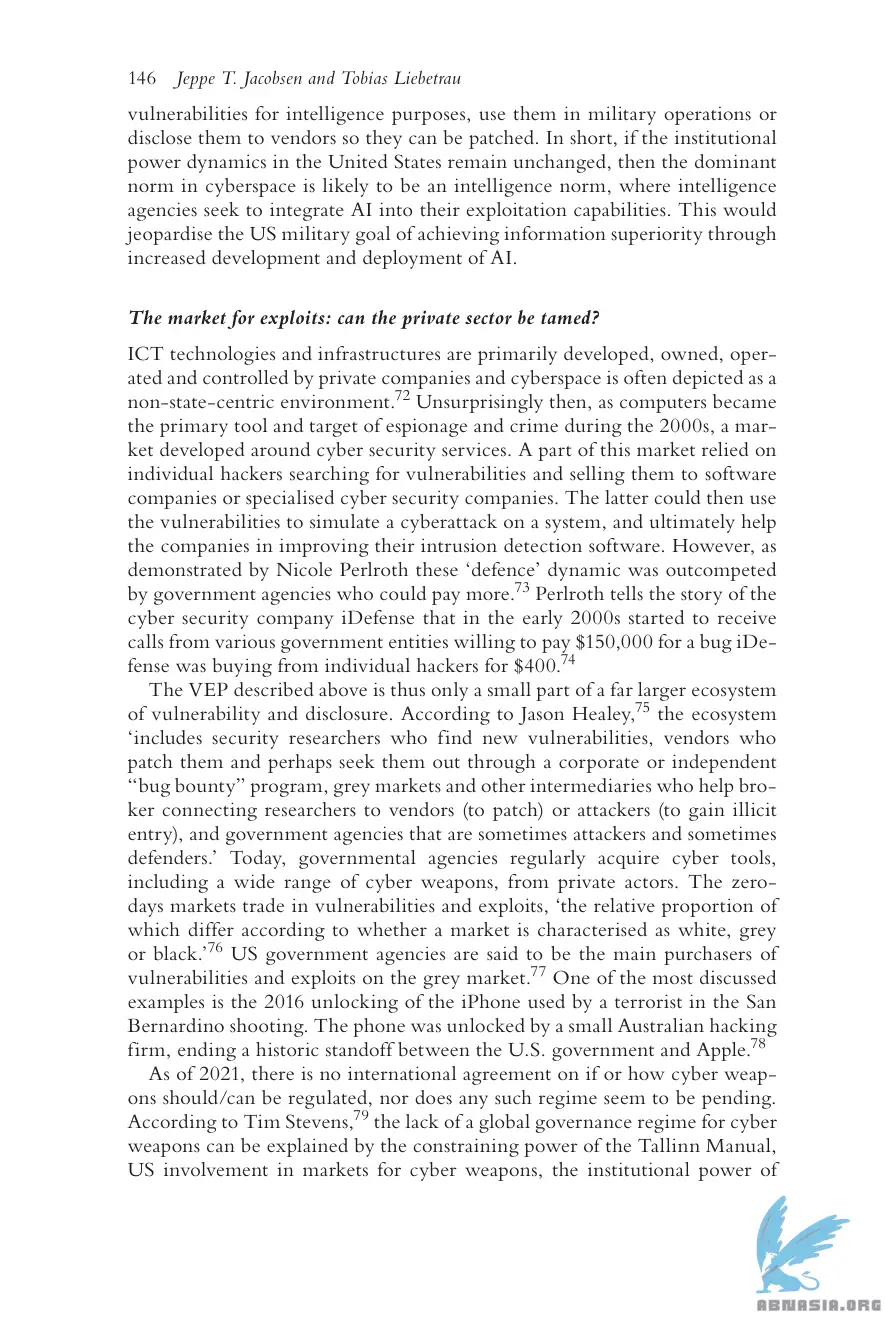 146 Jeppe T. Jacobsen and Tobias Liebetrau
vulnerabilities for intelligence purposes, use them in military operations or
disclose them to vendors so they can be patched. In short, if the institutional
power dynamics in the United States remain unchanged, then the dominant
norm in cyberspace is likely to be an intelligence norm, where intelligence
agencies seek to integrate AI into their exploitation capabilities. This would
jeopardise the US military goal of achieving information superiority through
increased development and deployment of AI.
The market for exploits: can the private sector be tamed?
ICT technologies and infrastructures are primarily developed, owned, oper-
ated and controlled by private companies and cyberspace is often depicted as a
non-state-centric environment.72 Unsurprisingly then, as computers became
the primary tool and target of espionage and crime during the 2000s, a mar-
ket developed around cyber security services. A part of this market relied on
individual hackers searching for vulnerabilities and selling them to software
companies or specialised cyber security companies. The latter could then use
the vulnerabilities to simulate a cyberattack on a system, and ultimately help
the companies in improving their intrusion detection software. However, as
demonstrated by Nicole Perlroth these ‘defence’ dynamic was outcompeted
by government agencies who could pay more.73 Perlroth tells the story of the
cyber security company iDefense that in the early 2000s started to receive
calls from various government entities willing to pay $150,000 for a bug iDe-
fense was buying from individual hackers for $400.74
The VEP described above is thus only a small part of a far larger ecosystem
of vulnerability and disclosure. According to Jason Healey,75 the ecosystem
‘includes security researchers who find new vulnerabilities, vendors who
patch them and perhaps seek them out through a corporate or independent
“bug bounty” program, grey markets and other intermediaries who help bro-
ker connecting researchers to vendors (to patch) or attackers (to gain illicit
entry), and government agencies that are sometimes attackers and sometimes
defenders.’ Today, governmental agencies regularly acquire cyber tools,
including a wide range of cyber weapons, from private actors. The zero-
days markets trade in vulnerabilities and exploits, ‘the relative proportion of
which differ according to whether a market is characterised as white, grey
or black.’76 US government agencies are said to be the main purchasers of
vulnerabilities and exploits on the grey market.77 One of the most discussed
examples is the 2016 unlocking of the iPhone used by a terrorist in the San
Bernardino shooting. The phone was unlocked by a small Australian hacking
firm, ending a historic standoff between the U.S. government and Apple.78
As of 2021, there is no international agreement on if or how cyber weap-
ons should/can be regulated, nor does any such regime seem to be pending.
According to Tim Stevens,79 the lack of a global governance regime for cyber
weapons can be explained by the constraining power of the Tallinn Manual,
US involvement in markets for cyber weapons, the institutional power of
ABNASIA.ORG